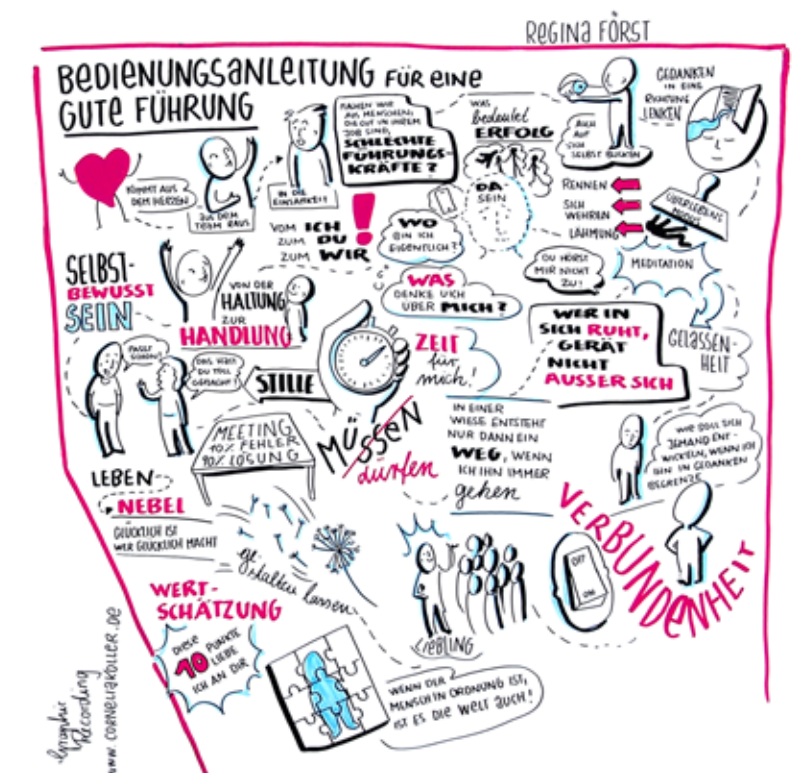 REGINA FÖRST
BEDIENUNGSANLEITUNG FÜR EINE
GUTE FÜHRUNG
KOMMT AUS
DEM HERZEN
AUS DEM
TEAM RAUS
IN DIE
EINSAMKEIT
MACHEN WIR
AUS MENSCHEN,
DIE GUT IN IHREM
JOB SIND,
SCHLECHTE
FÜHRUNGS-
KRÄFTE?
WAS
bedeutet
ERFOLG
AUCH
AUF
SICH
SELBST BLICKEN
GEDANKEN
IN EINE
RICHTUNG
LENKEN
DA
SEIN
RENNEN
SICH
WEHREN
LÄHMUNG
ÜBERLEBENS
MODUS
VOM ICH
ZUM DU
ZUM WIR
!
WO
BIN ICH
EIGENTLICH?
DU HÖRST
MIR NICHT
ZU!
MEDITATION
SELBST-
BEWUSST
SEIN
VON DER
HALTUNG
ZUR
HANDLUNG
WAS
DENKE ICH
ÜBER MICH?
WER IN
SICH RUHT,
GERÄT
NICHT
AUSSER SICH
GELASSEN-
HEIT
PASST
SCHON!
DAS HAST
DU TOLL
GEMACHT!
STILLE
ZEIT
für
mich!
MEETING
10% FEHLER
90% LÖSUNG
MÜSSEN
dürfen
IN EINER
WIESE ENTSTEHT
NUR DANN EIN
WEG, WENN
ICH IHN IMMER
gehen
WIE SOLL SICH
JEMAND ENT-
WICKELN, WENN ICH
IHN IN GEDANKEN
BEGRENZE
LEBEN
NEBEL
GLÜCKLICH IST
WER GLÜCKLICH MACHT
gestalten lassen
VERBUNDENHEIT
OFF
ON
WERT-
SCHÄTZUNG
DIESE
10 PUNKTE
LIEBE
ICH AN DIR
LIEBLING
WENN DER
MENSCH IN ORDNUNG IST,
IST ES DIE WELT AUCH!
Graphic
Recording
www.CORNELIAKOLLER.DE